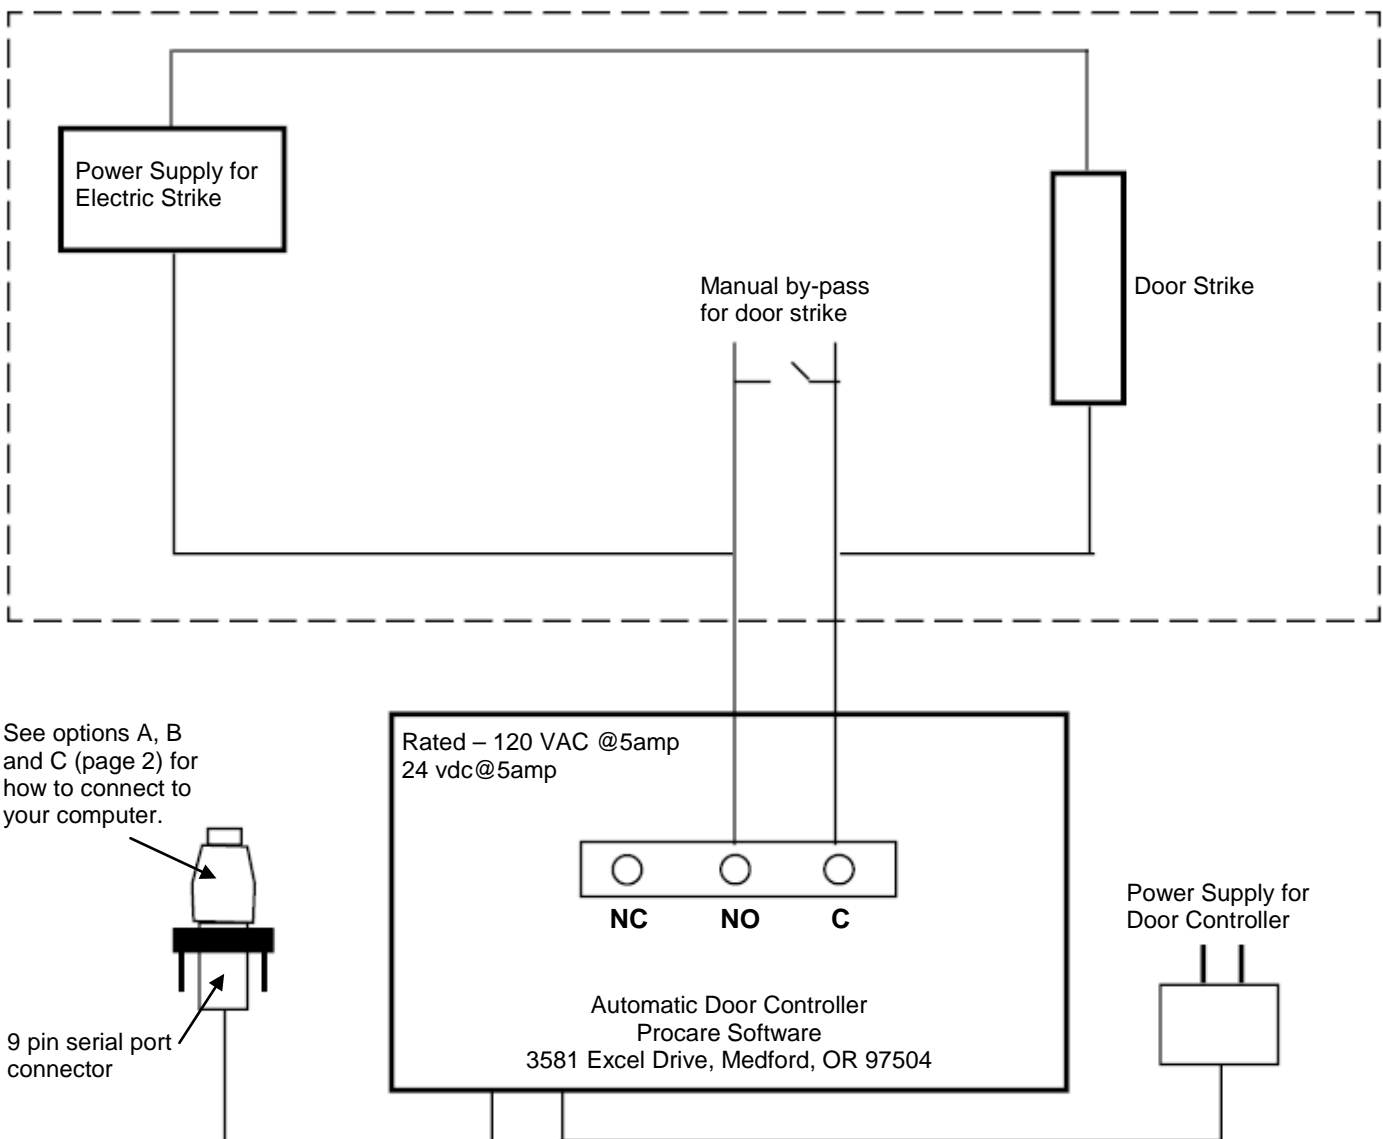 Power Supply for
Electric Strike
Manual by-pass
for door strike
Door Strike
See options A, B
and C (page 2) for
how to connect to
your computer.
Rated – 120 VAC @5amp
24 vdc@5amp
NC NO C
Power Supply for
Door Controller
Automatic Door Controller
Procare Software
3581 Excel Drive, Medford, OR 97504
9 pin serial port
connector